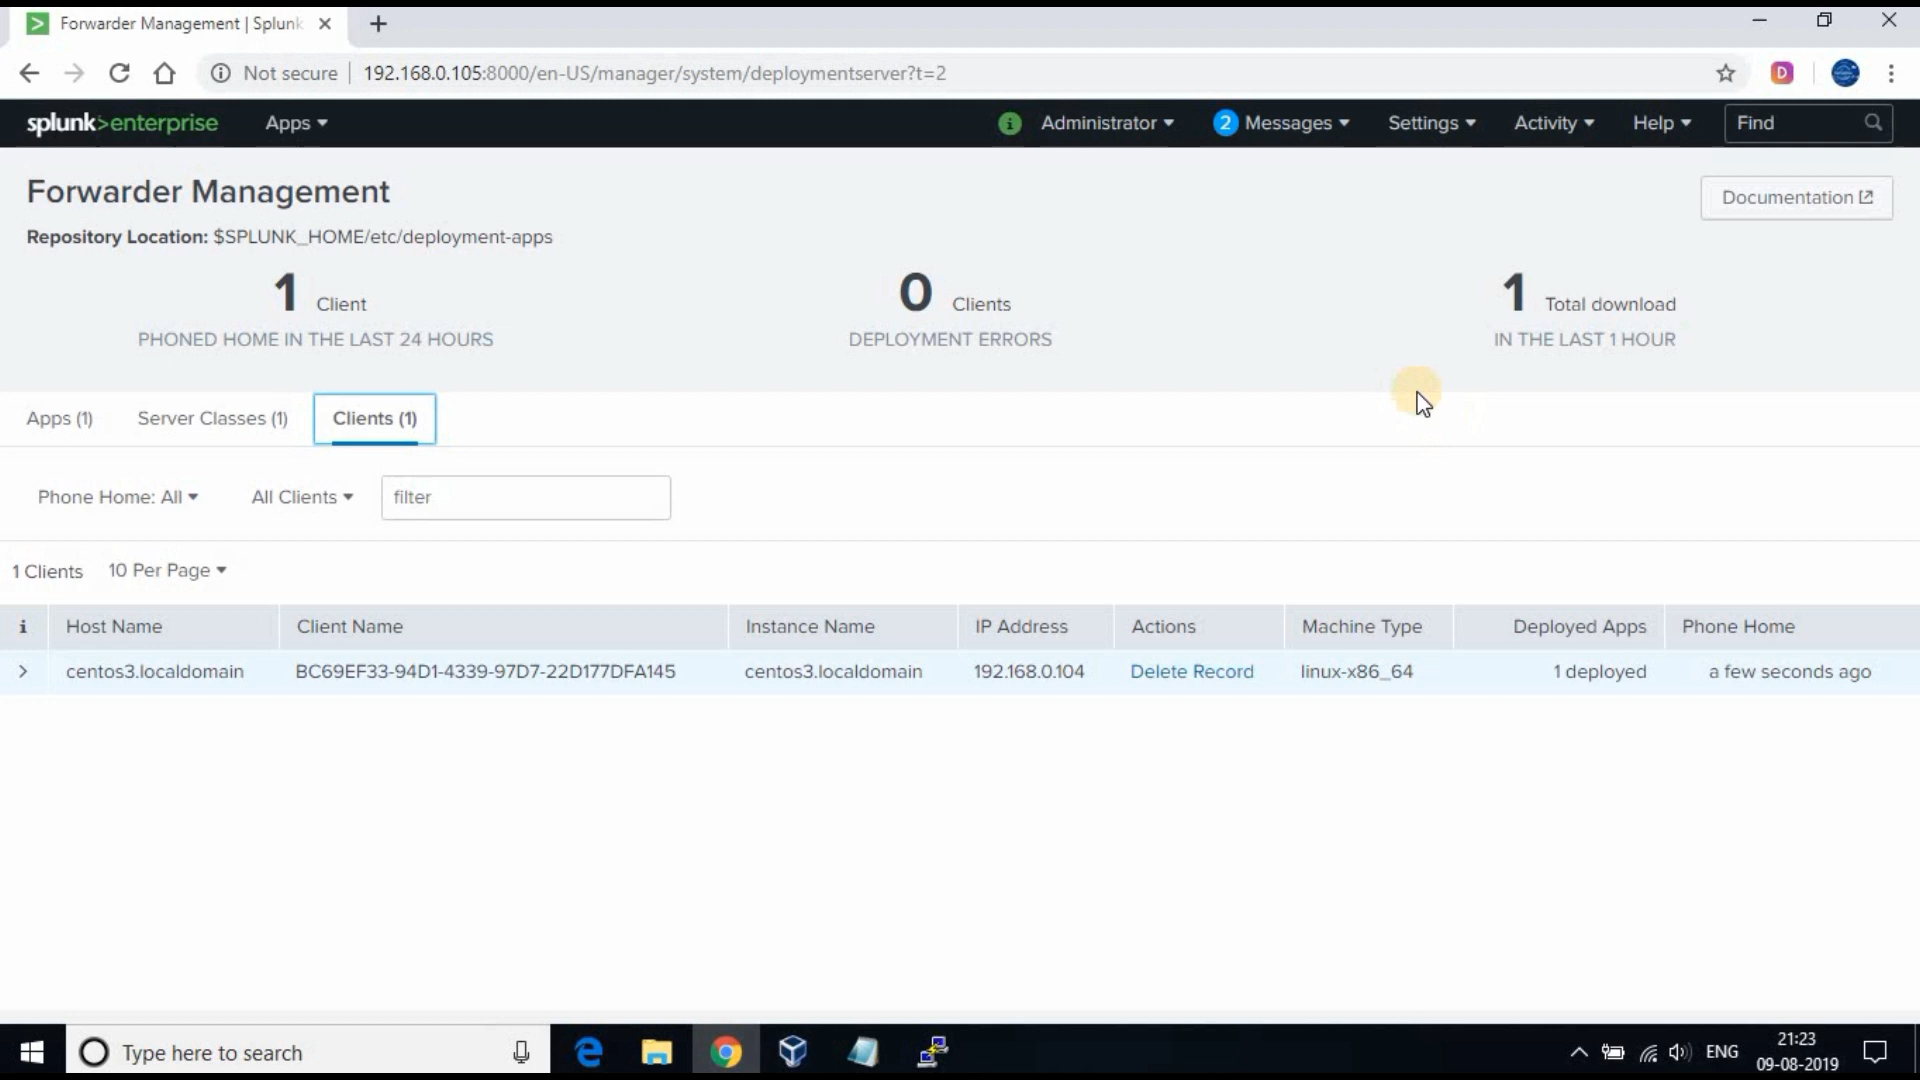 Forwarder Management | Splunk
Not secure | 192.168.0.105:8000/en-US/manager/system/deploymentserver?t=2
D
splunk>enterprise Apps Administrator 2 Messages Settings Activity Help Find
Forwarder Management
Documentation
Repository Location: $SPLUNK_HOME/etc/deployment-apps
1 Client 0 Clients 1 Total download
PHONED HOME IN THE LAST 24 HOURS DEPLOYMENT ERRORS IN THE LAST 1 HOUR
Apps (1) Server Classes (1) Clients (1)
Phone Home: All All Clients filter
1 Clients 10 Per Page
i Host Name Client Name Instance Name IP Address Actions Machine Type Deployed Apps Phone Home
> centos3.localdomain BC69EF33-94D1-4339-97D7-22D177DFA145 centos3.localdomain 192.168.0.104 Delete Record linux-x86_64 1 deployed a few seconds ago
Type here to search ENG 21:23
09-08-2019